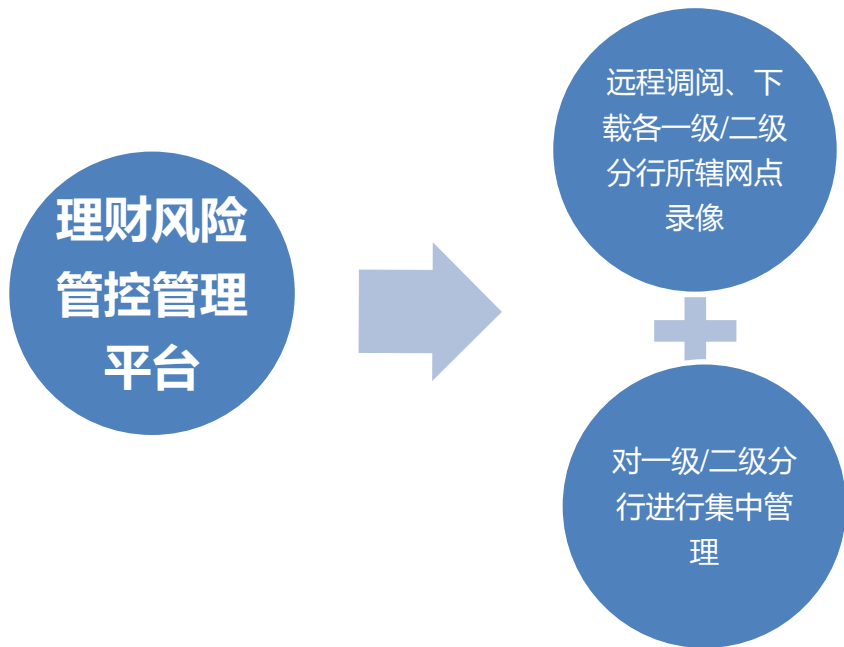 理财风险
管控管理
平台
远程调阅、下
载各一级/二级
分行所辖网点
录像
对一级/二级分
行进行集中管
理